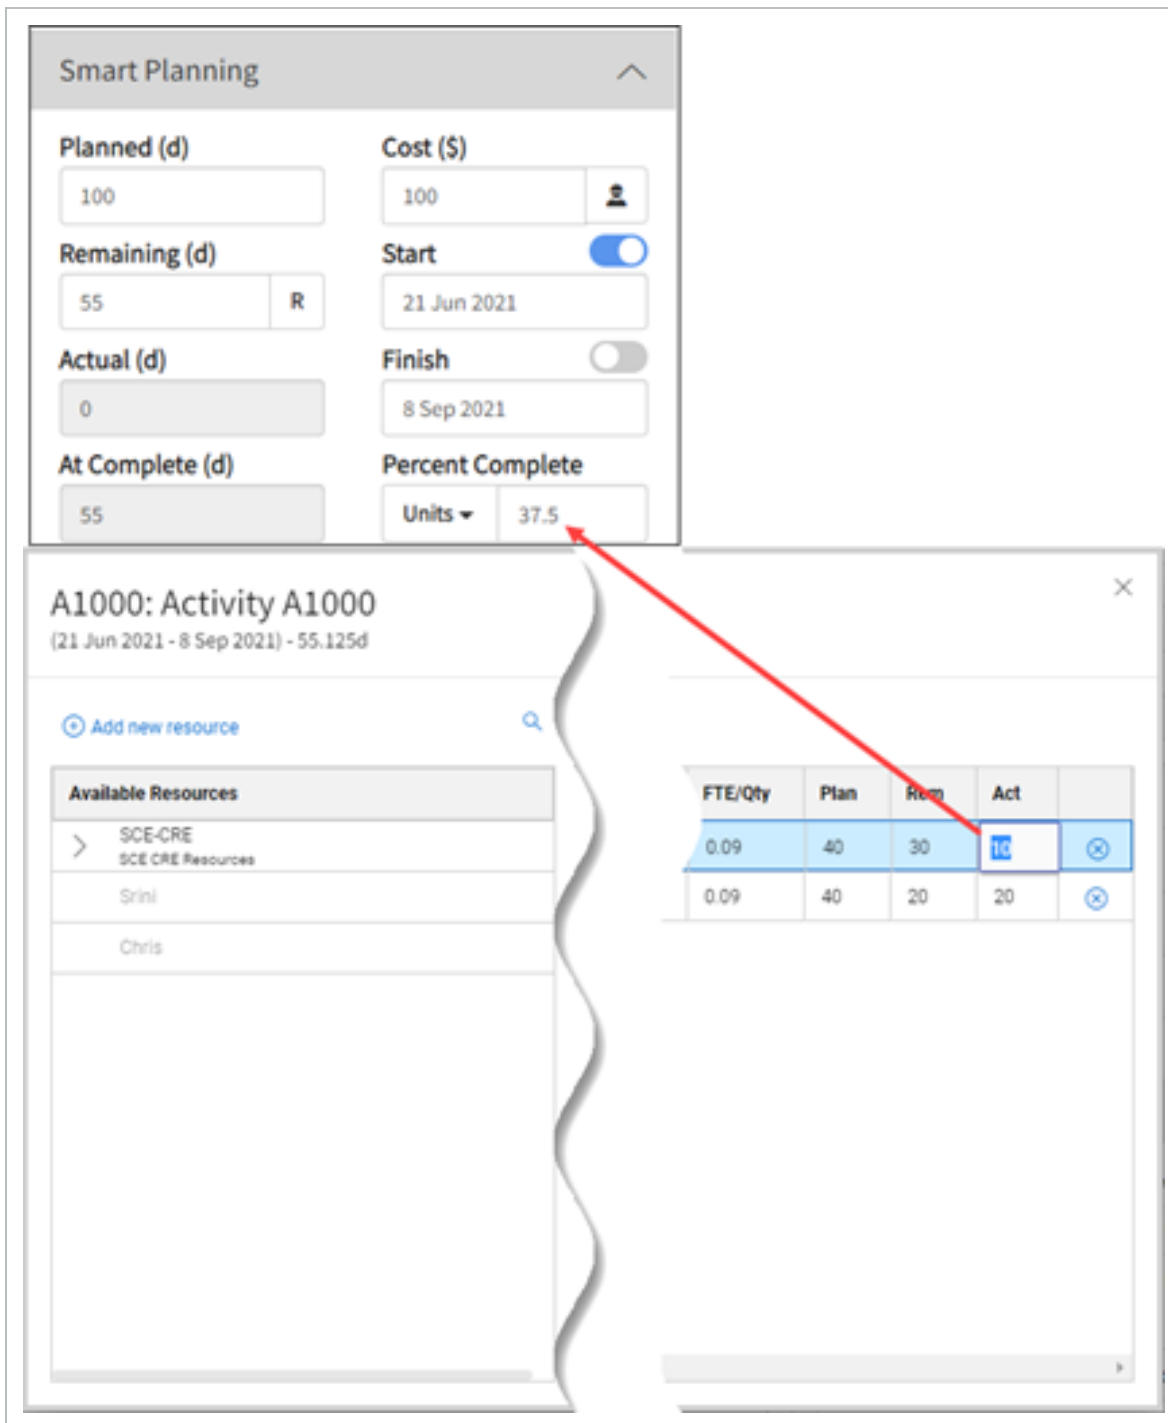 Smart Planning
Planned (d) Cost ($)
100 100
Remaining (d) Start
55 R 21 Jun 2021
Actual (d) Finish
0 8 Sep 2021
At Complete (d) Percent Complete
55 Units 37.5
A1000: Activity A1000
(21 Jun 2021 - 8 Sep 2021) - 55.125d
Add new resource
Available Resources FTE/Qty Plan Rem Act
SCE-CRE 0.09 40 30 10
SCE CRE Resources
Srini 0.09 40 20 20
Chris